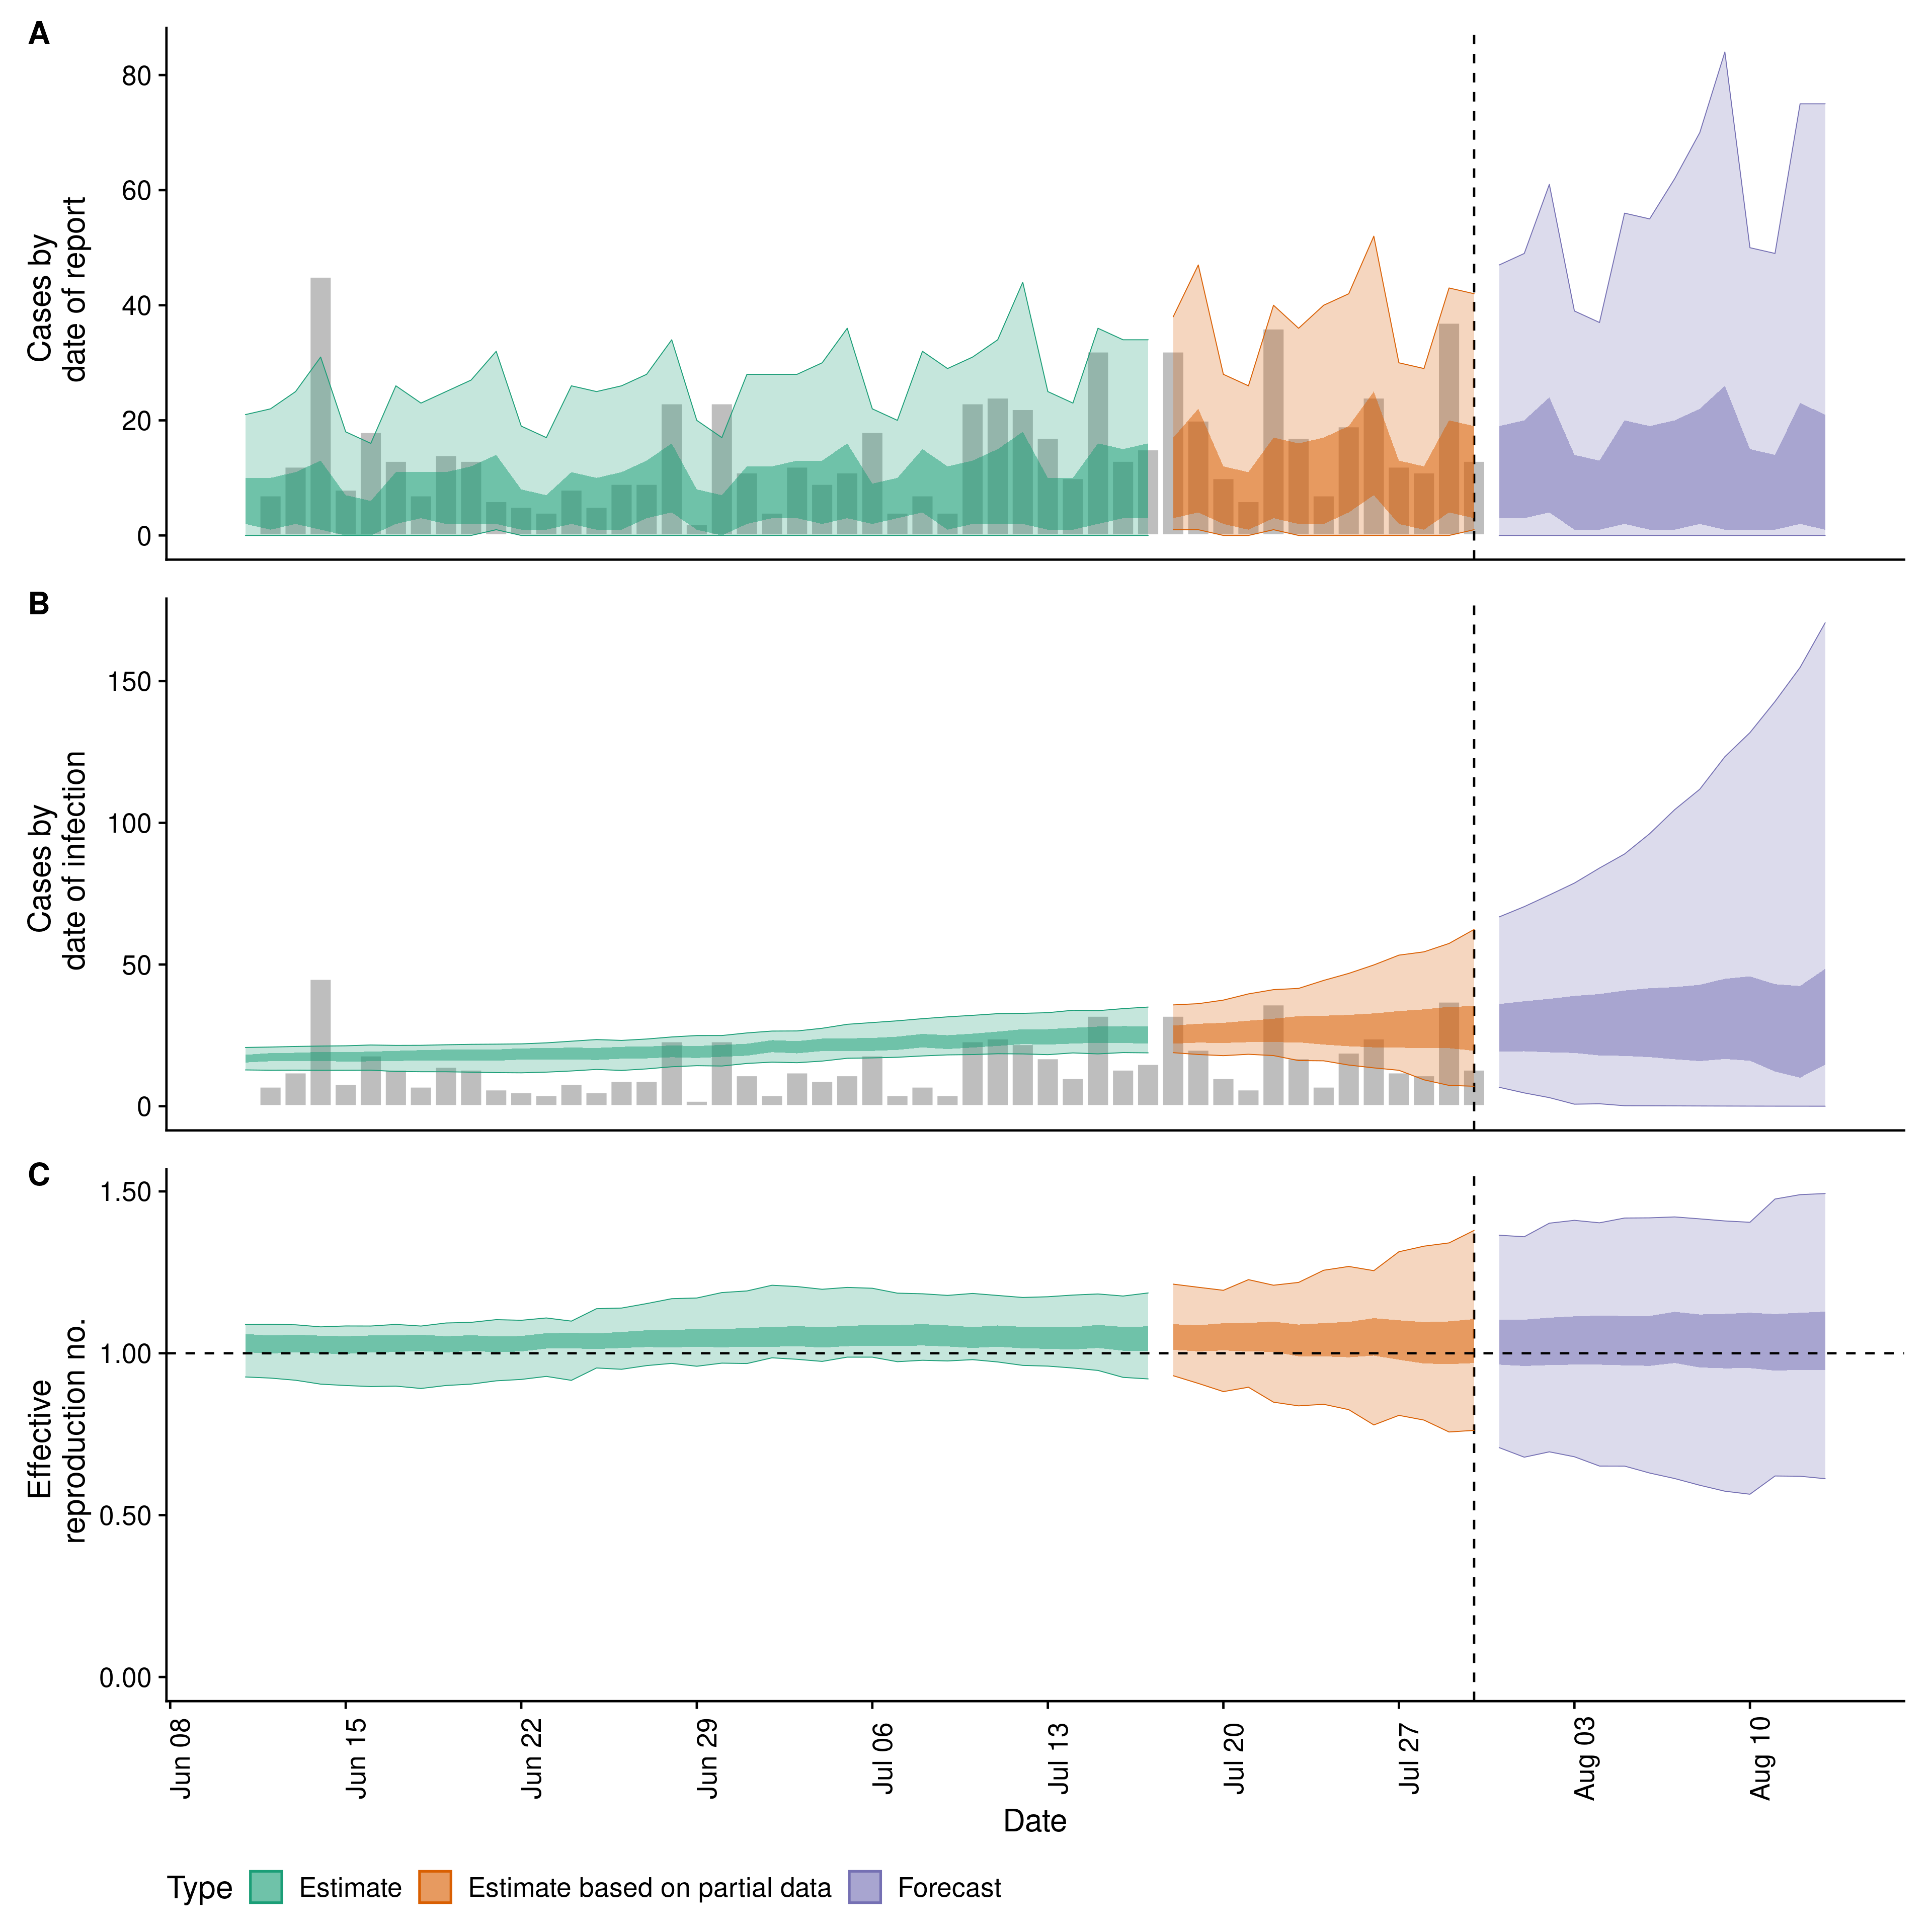 A
80
60
40
20
0
Cases by
date of report
B
150
100
50
0
Cases by
date of infection
C
1.50
1.00
0.50
0.00
Effective
reproduction no.
Jun 08
Jun 15
Jun 22
Jun 29
Jul 06
Jul 13
Jul 20
Jul 27
Aug 03
Aug 10
Date
Type Estimate Estimate based on partial data Forecast